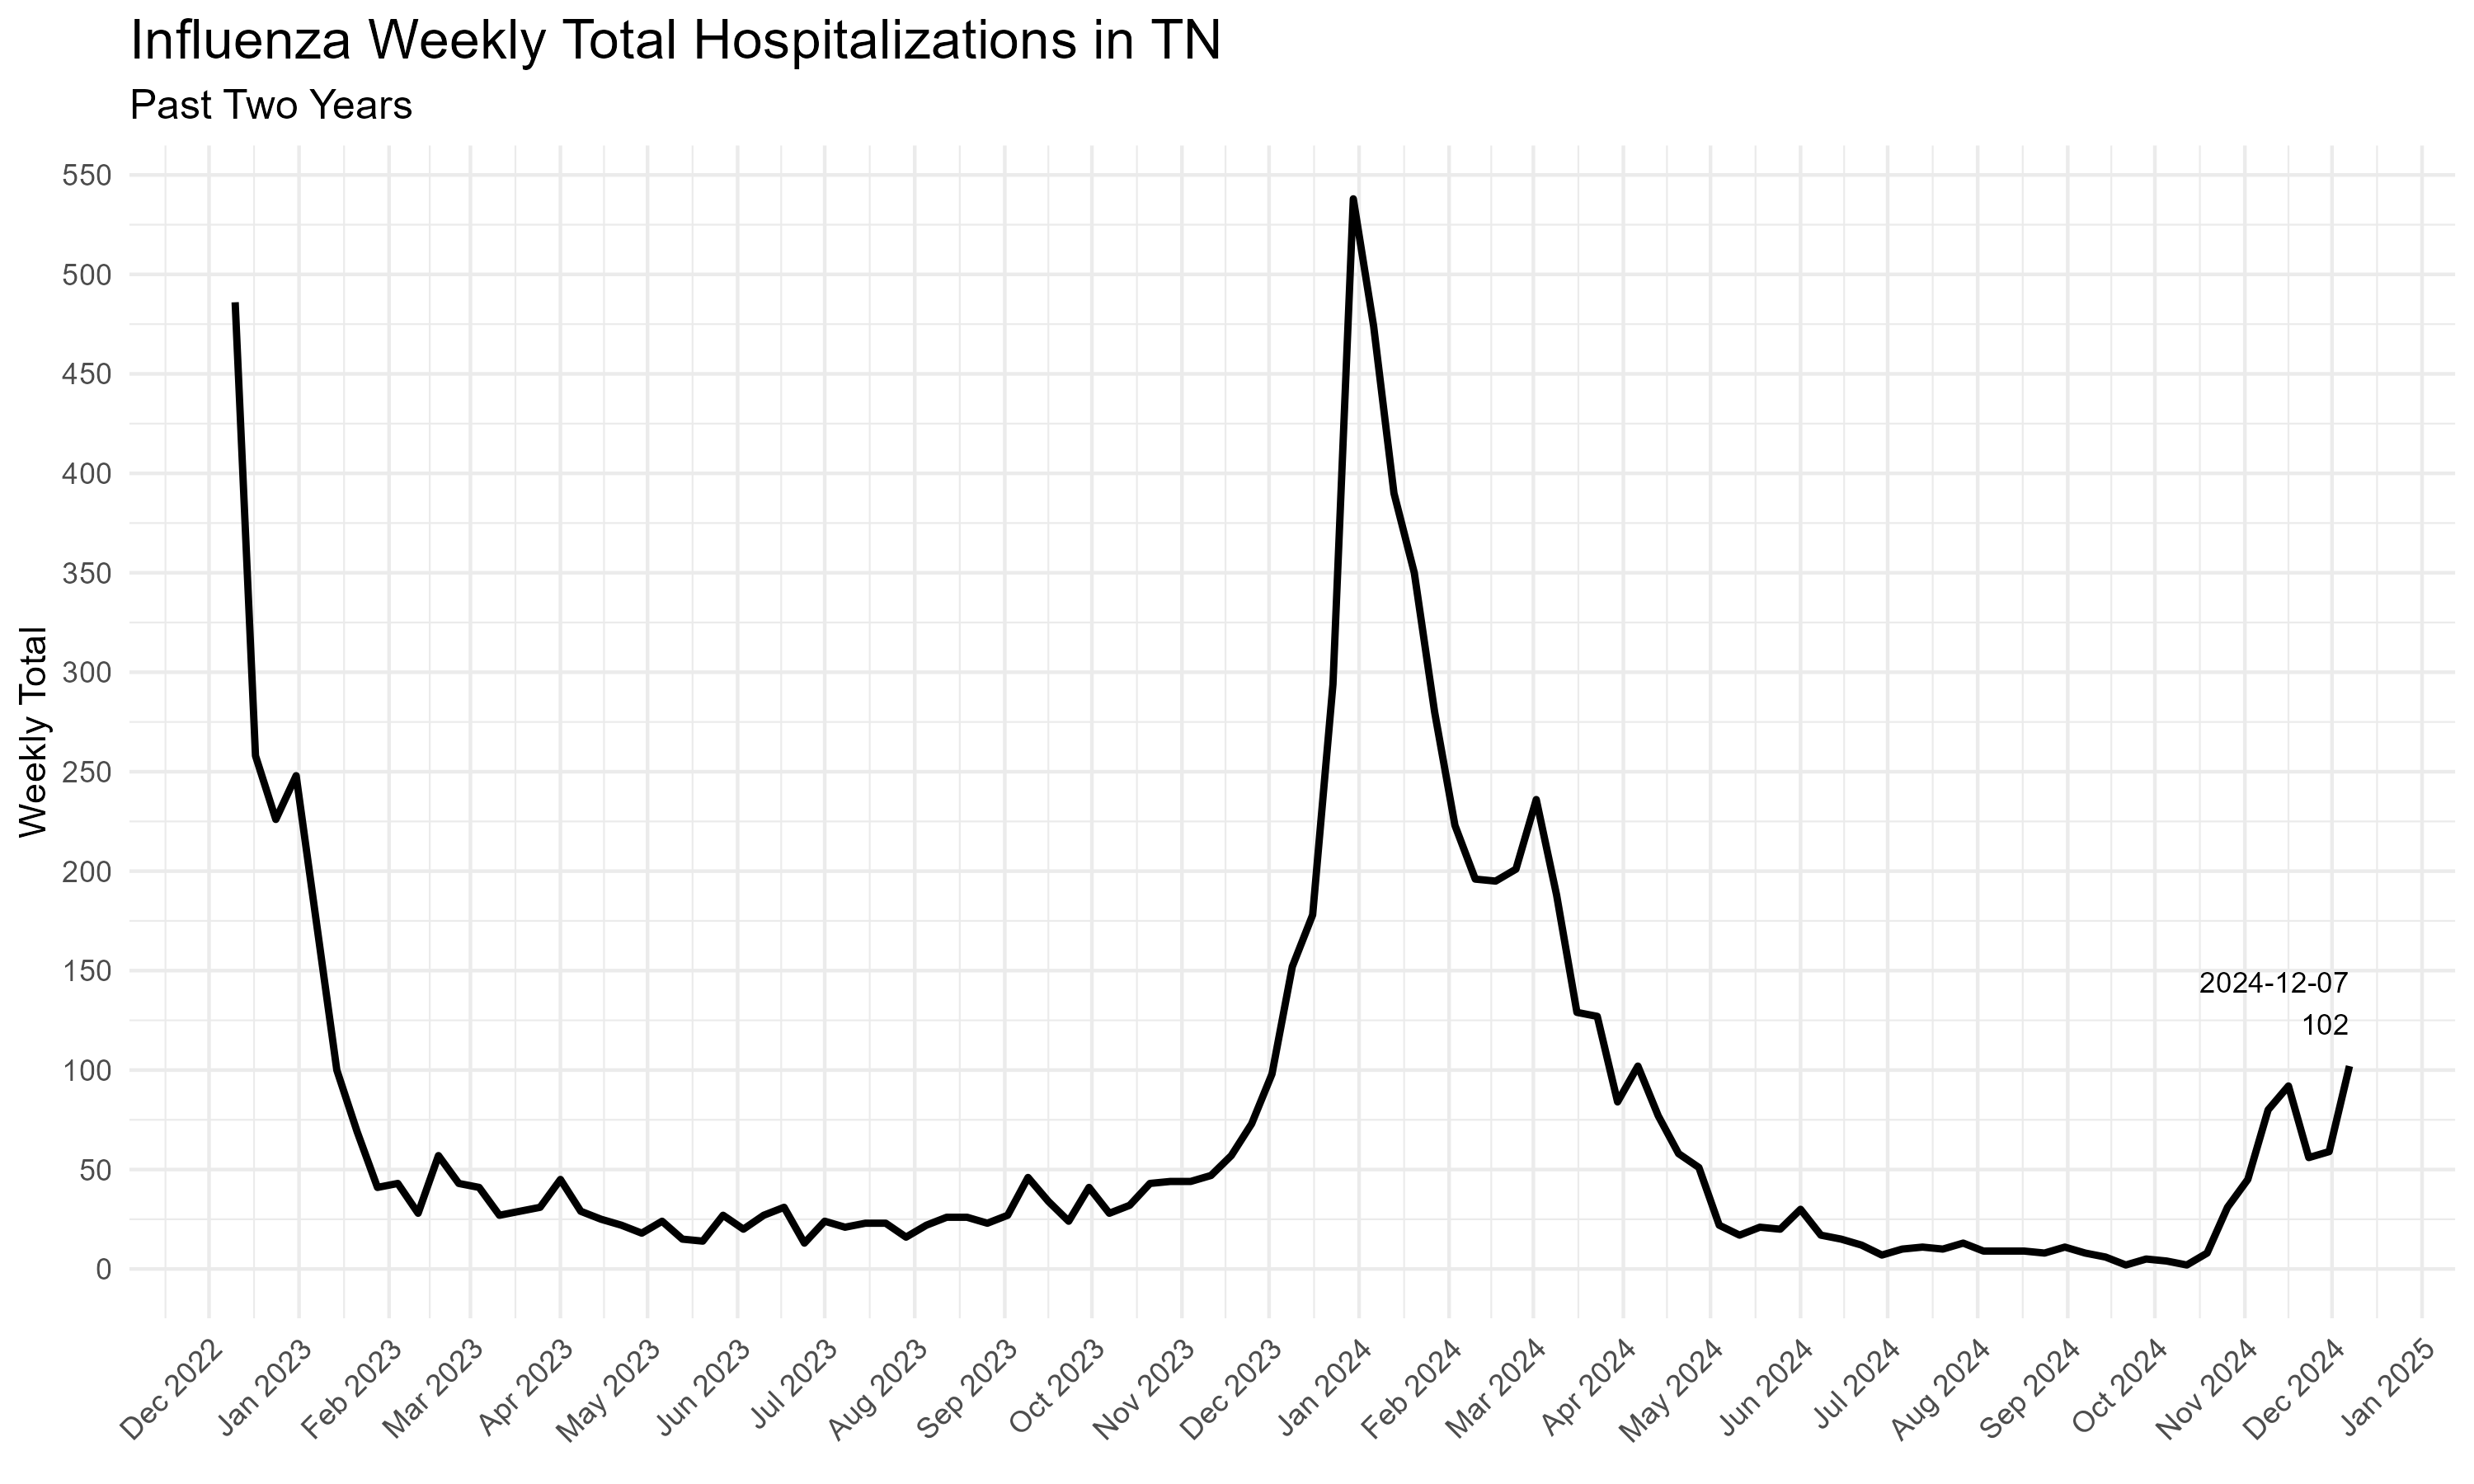 Influenza Weekly Total Hospitalizations in TN
Past Two Years
550
500
450
400
350
300
250
200
150
100
50
0
Weekly Total
2024-12-07
102
Dec 2022
Jan 2023
Feb 2023
Mar 2023
Apr 2023
May 2023
Jun 2023
Jul 2023
Aug 2023
Sep 2023
Oct 2023
Nov 2023
Dec 2023
Jan 2024
Feb 2024
Mar 2024
Apr 2024
May 2024
Jun 2024
Jul 2024
Aug 2024
Sep 2024
Oct 2024
Nov 2024
Dec 2024
Jan 2025